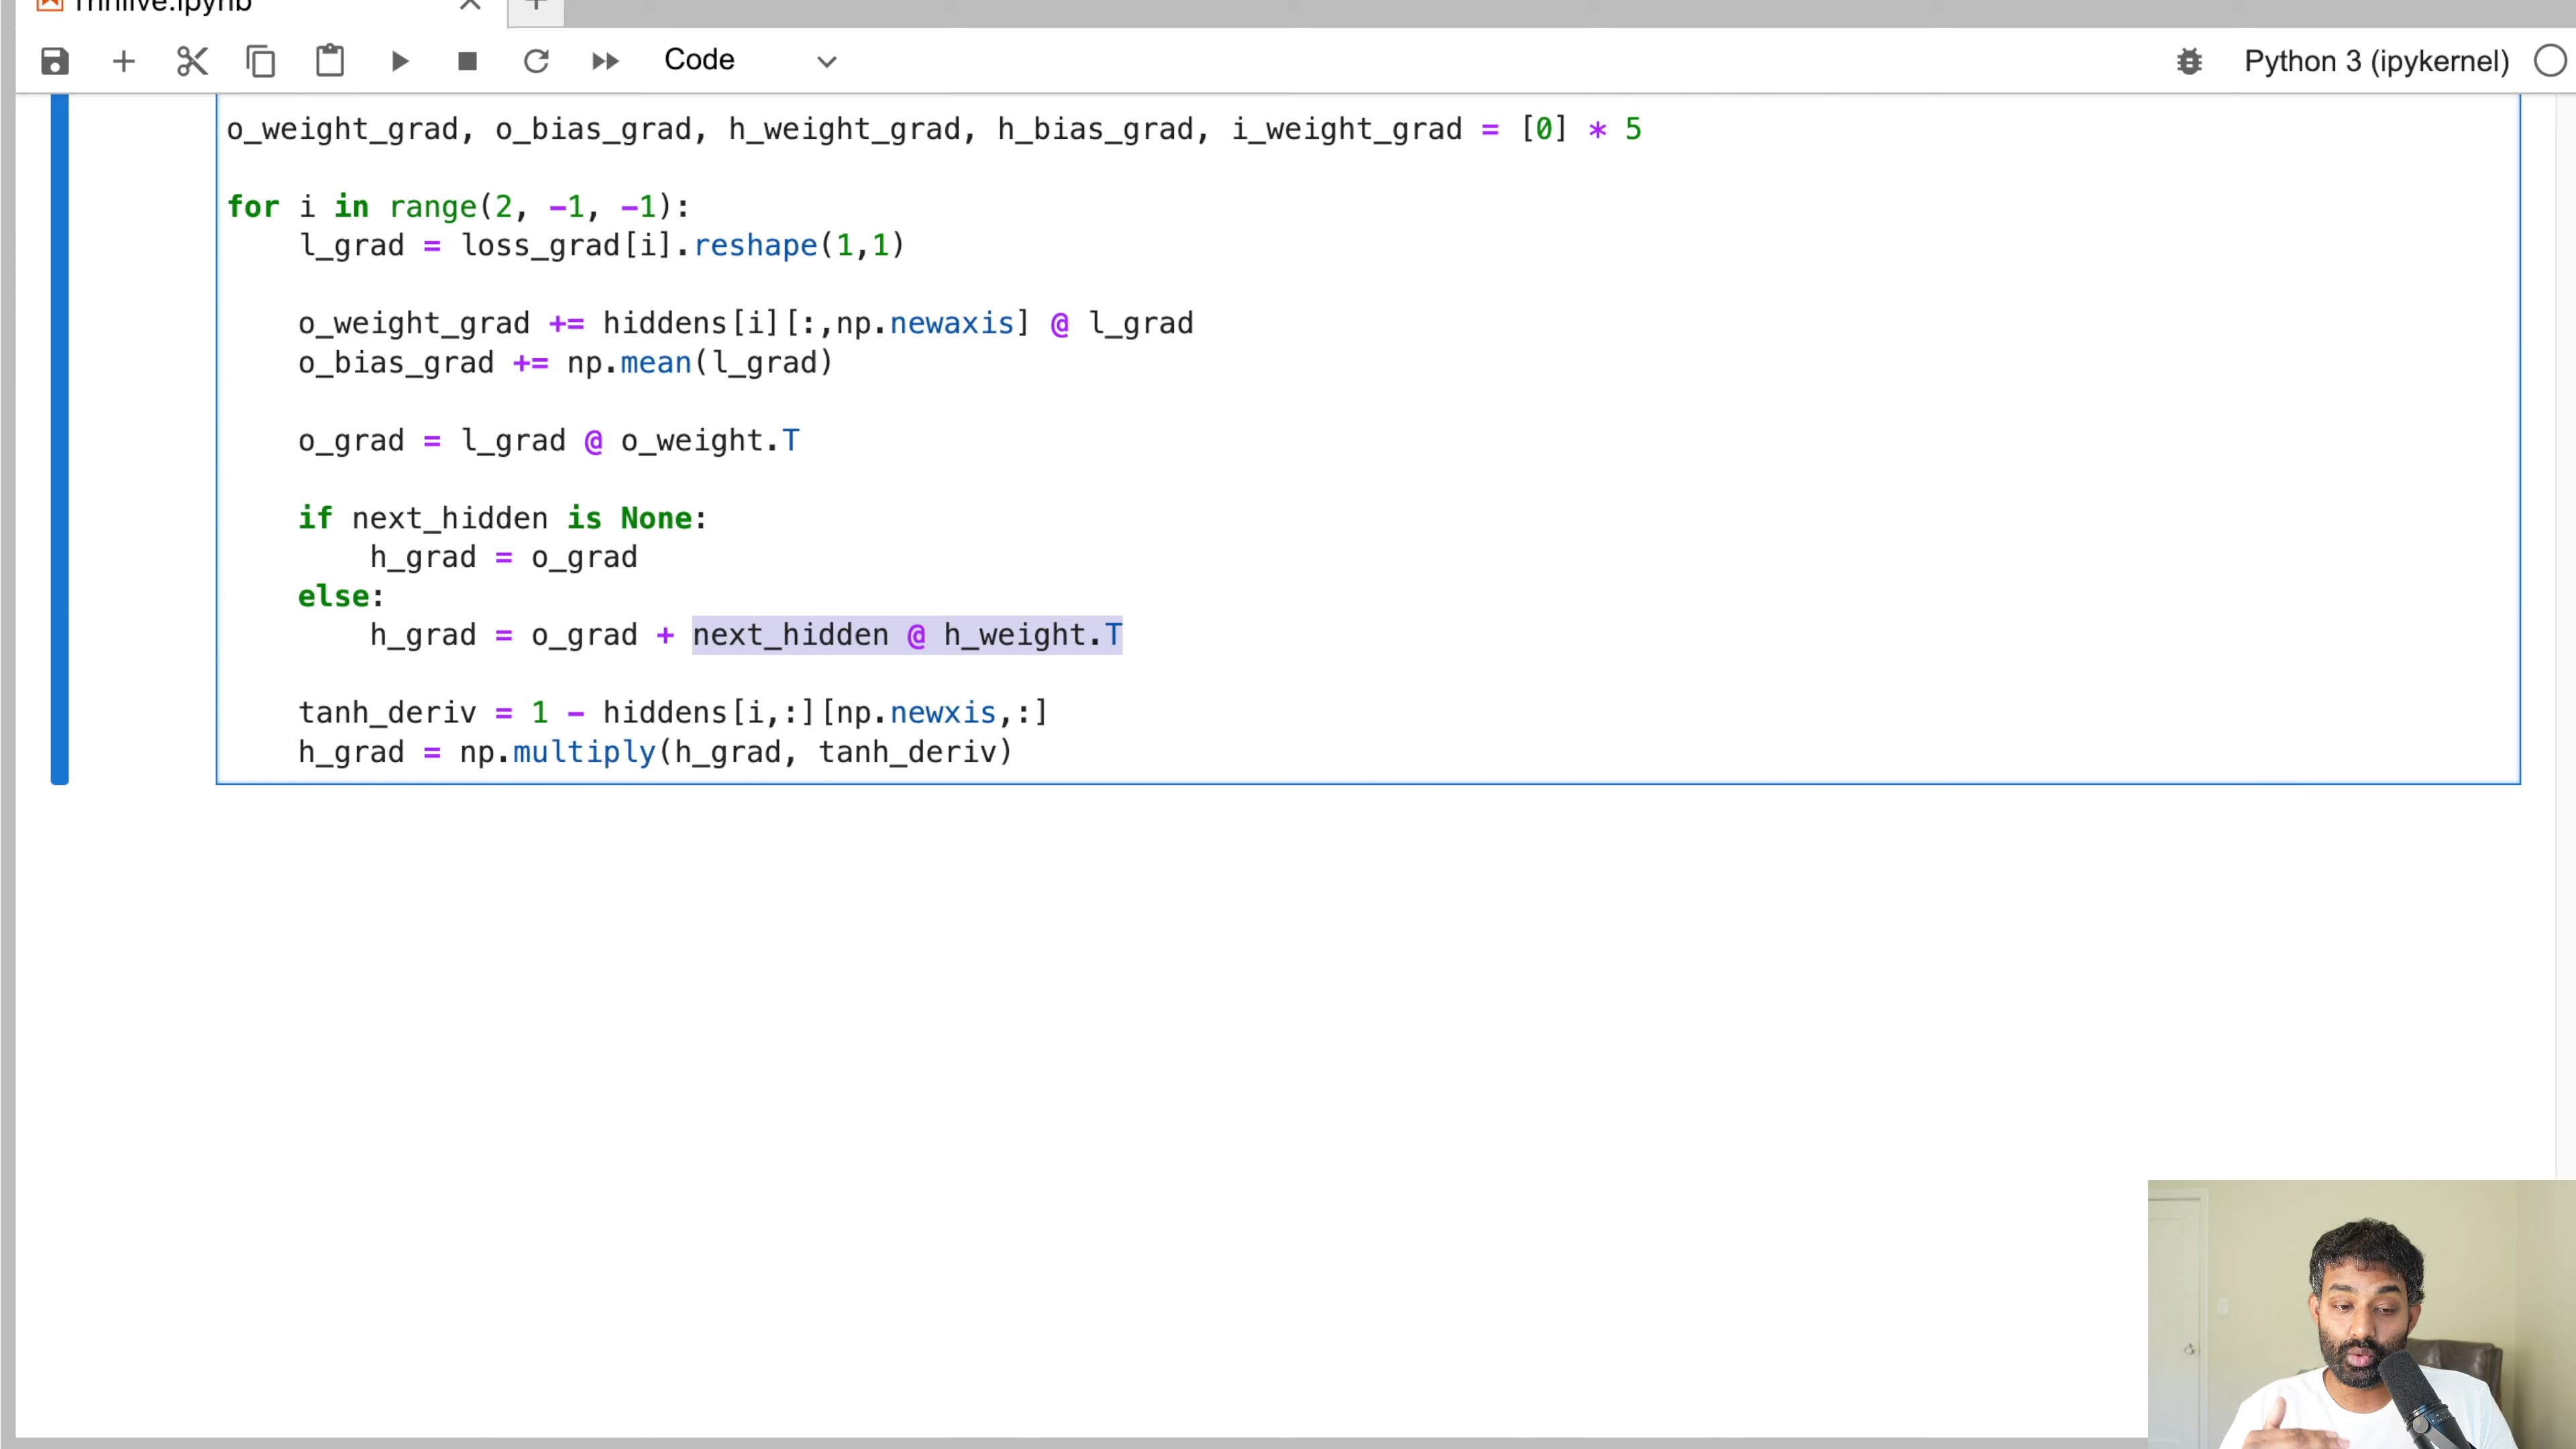 rnnlive.ipynb
Code
Python 3 (ipykernel)
o_weight_grad, o_bias_grad, h_weight_grad, h_bias_grad, i_weight_grad = [0] * 5
for i in range(2, -1, -1):
    l_grad = loss_grad[i].reshape(1,1)
    o_weight_grad += hiddens[i][:,np.newaxis] @ l_grad
    o_bias_grad += np.mean(l_grad)
    o_grad = l_grad @ o_weight.T
    if next_hidden is None:
        h_grad = o_grad
    else:
        h_grad = o_grad + next_hidden @ h_weight.T
    tanh_deriv = 1 - hiddens[i,:][np.newxis,:]
    h_grad = np.multiply(h_grad, tanh_deriv)